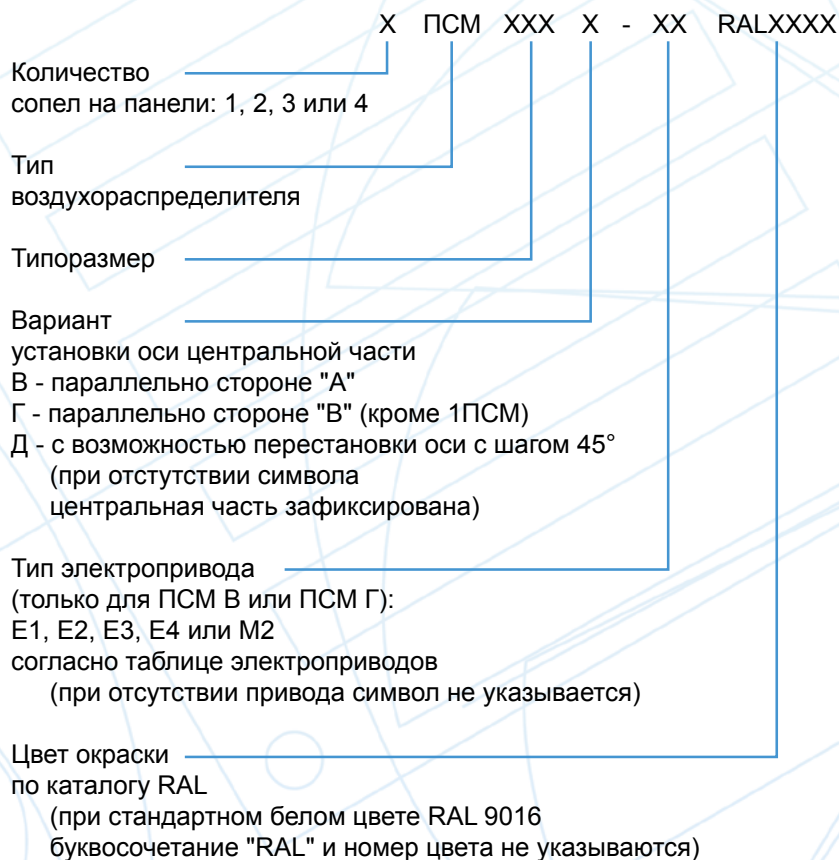 X ПСМ XXX X - XX RALXXXX
Количество
сопел на панели: 1, 2, 3 или 4
Тип
воздухораспределителя
Типоразмер
Вариант
установки оси центральной части
В - параллельно стороне "А"
Г - параллельно стороне "В" (кроме 1ПСМ)
Д - с возможностью перестановки оси с шагом 45°
(при отстутствии символа
центральная часть зафиксирована)
Тип электропривода
(только для ПСМ В или ПСМ Г):
Е1, Е2, Е3, Е4 или М2
согласно таблице электроприводов
(при отсутствии привода символ не указывается)
Цвет окраски
по каталогу RAL
(при стандартном белом цвете RAL 9016
буквосочетание "RAL" и номер цвета не указываются)